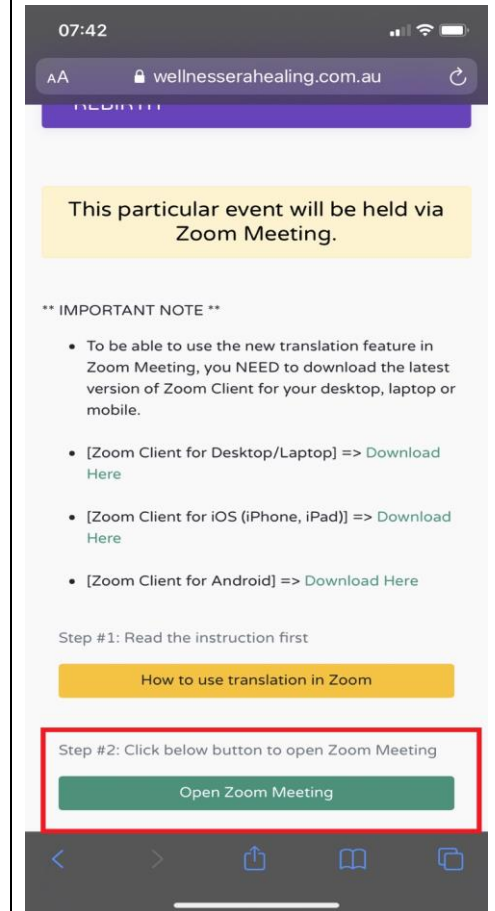 07:42
AA wellnesserahealing.com.au
REBIRTH
This particular event will be held via
Zoom Meeting.
** IMPORTANT NOTE **
• To be able to use the new translation feature in
Zoom Meeting, you NEED to download the latest
version of Zoom Client for your desktop, laptop or
mobile.
• [Zoom Client for Desktop/Laptop] => Download
Here
• [Zoom Client for iOS (iPhone, iPad)] => Download
Here
• [Zoom Client for Android] => Download Here
Step #1: Read the instruction first
How to use translation in Zoom
Step #2: Click below button to open Zoom Meeting
Open Zoom Meeting